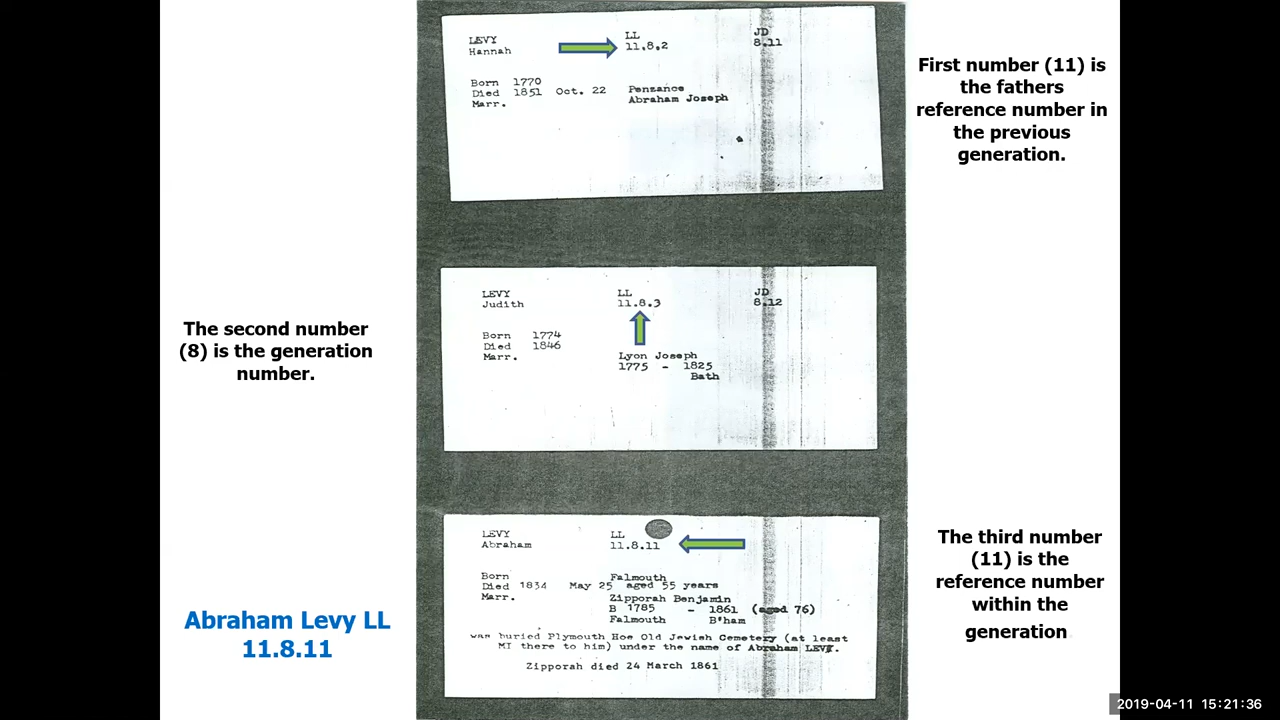 LEVY
Hannah
LL
11.8.2
JD
8.11
Born 1770
Died 1851 Oct. 22
Marr.
Penzance
Abraham Joseph
First number (11) is
the fathers
reference number in
the previous
generation.
LEVY
Judith
LL
11.8.3
JD
8.12
Born 1774
Died 1846
Marr.
Lyon Joseph
1775 - 1825
Bath
The second number
(8) is the generation
number.
LEVY
Abraham
LL
11.8.11
Born Falmouth
Died 1834 May 25 aged 55 years
Marr. Zipporah Benjamin
B 1785 - 1861 (aged 76)
Falmouth B'ham
was buried Plymouth Hoe Old Jewish Cemetery (at least
MI there to him) under the name of Abraham LEVY.
Zipporah died 24 March 1861
The third number
(11) is the
reference number
within the
generation
Abraham Levy LL
11.8.11
2019-04-11 15:21:36